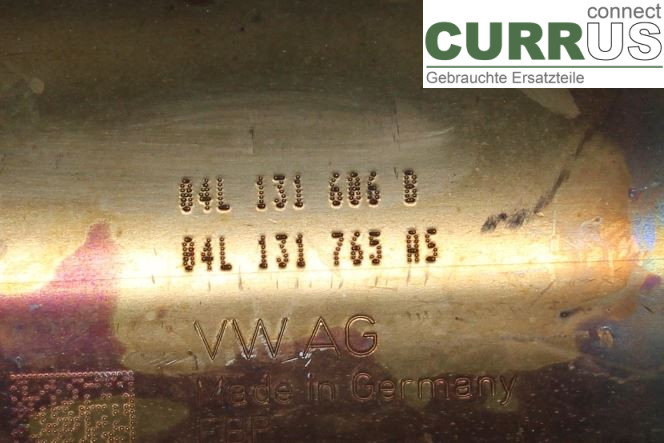 connect
CURRUS
Gebrauchte Ersatzteile
04L 131 606 B
04L 131 765 AS
VW AG
Made in Germany